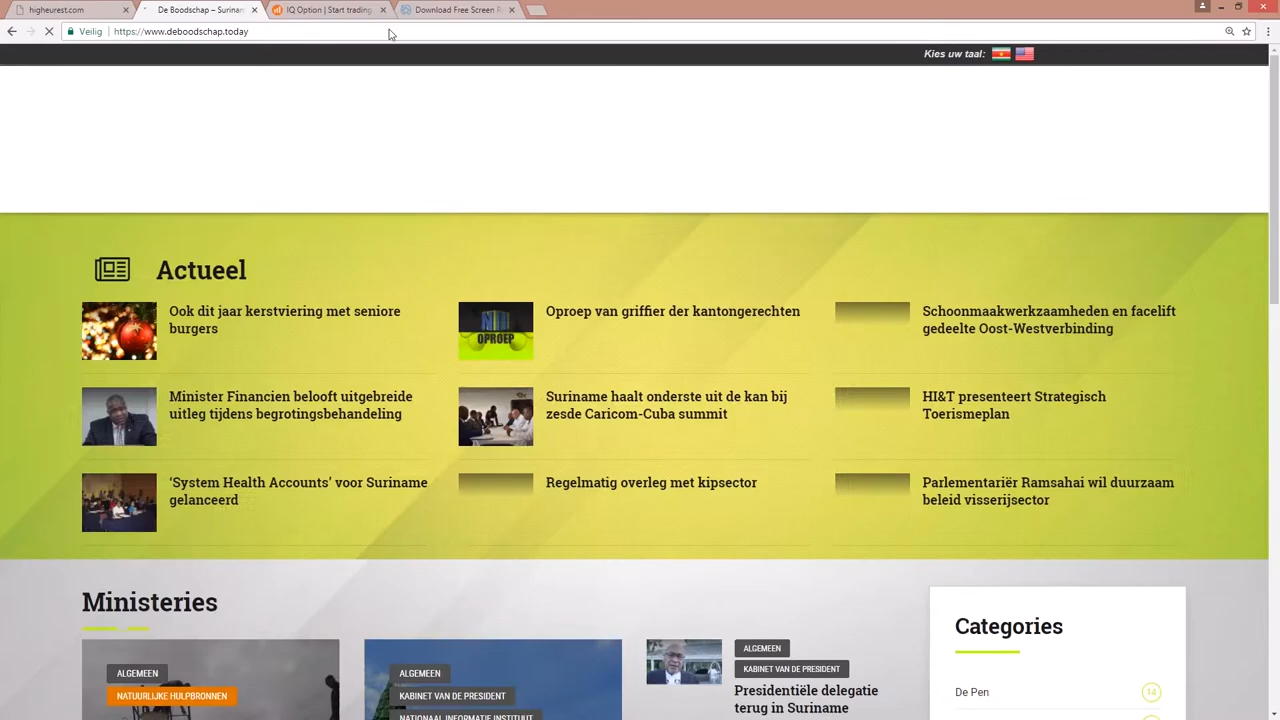 higheurest.com
De Boodschap – Surinam
IQ Option | Start trading
Download Free Screen R
Veilig
https://www.deboodschap.today
Kies uw taal:
Actueel
Ook dit jaar kerstviering met seniore
burgers
Oproep van griffier der kantongerechten
OPROEP
Schoonmaakwerkzaamheden en facelift
gedeelte Oost-Westverbinding
Minister Financien belooft uitgebreide
uitleg tijdens begrotingsbehandeling
Suriname haalt onderste uit de kan bij
zesde Caricom-Cuba summit
HI&T presenteert Strategisch
Toerismeplan
‘System Health Accounts’ voor Suriname
gelanceerd
Regelmatig overleg met kipsector
Parlementariër Ramsahai wil duurzaam
beleid visserijsector
Ministeries
ALGEMEEN
NATUURLIJKE HULPBRONNEN
ALGEMEEN
KABINET VAN DE PRESIDENT
NATIONAAL INFORMATIE INSTITUUT
ALGEMEEN
KABINET VAN DE PRESIDENT
Presidentiële delegatie
terug in Suriname
Categories
De Pen
14